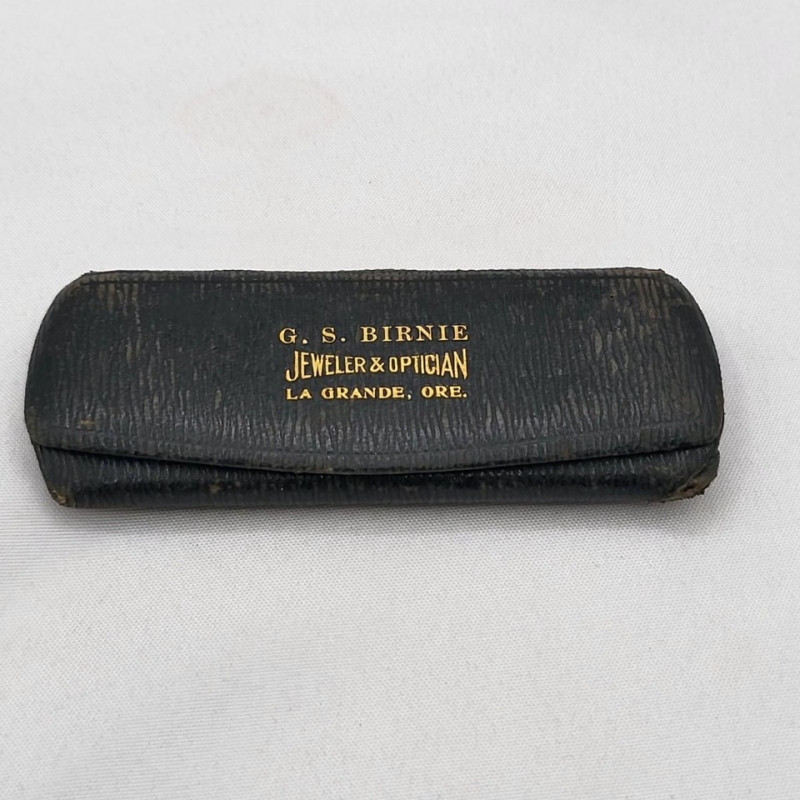 G. S. BIRNIE
JEWELER & OPTICIAN
LA GRANDE, ORE.